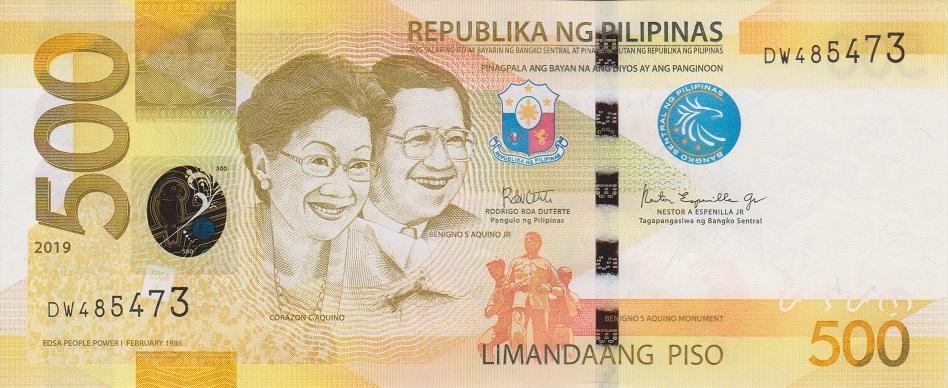 500
REPUBLIKA NG PILIPINAS
ANG SALAPING ITO AY BAYARIN NG BANGKO SENTRAL AT PINANANAGUTAN NG REPUBLIKA NG PILIPINAS
PINAGPALA ANG BAYAN NA ANG DIYOS AY ANG PANGINOON
DW485473
REPUBLIKA NG PILIPINAS
BANGKO SENTRAL NG PILIPINAS
500
500
RODRIGO ROA DUTERTE
Pangulo ng Pilipinas
Nestor Espenilla Jr
NESTOR A ESPENILLA JR
Tagapangasiwa ng Bangko Sentral
BENIGNO S AQUINO JR
2019
DW485473
CORAZON C AQUINO
BENIGNO S AQUINO MONUMENT
EDSA PEOPLE POWER I FEBRUARY 1986
LIMANDAANG PISO
500